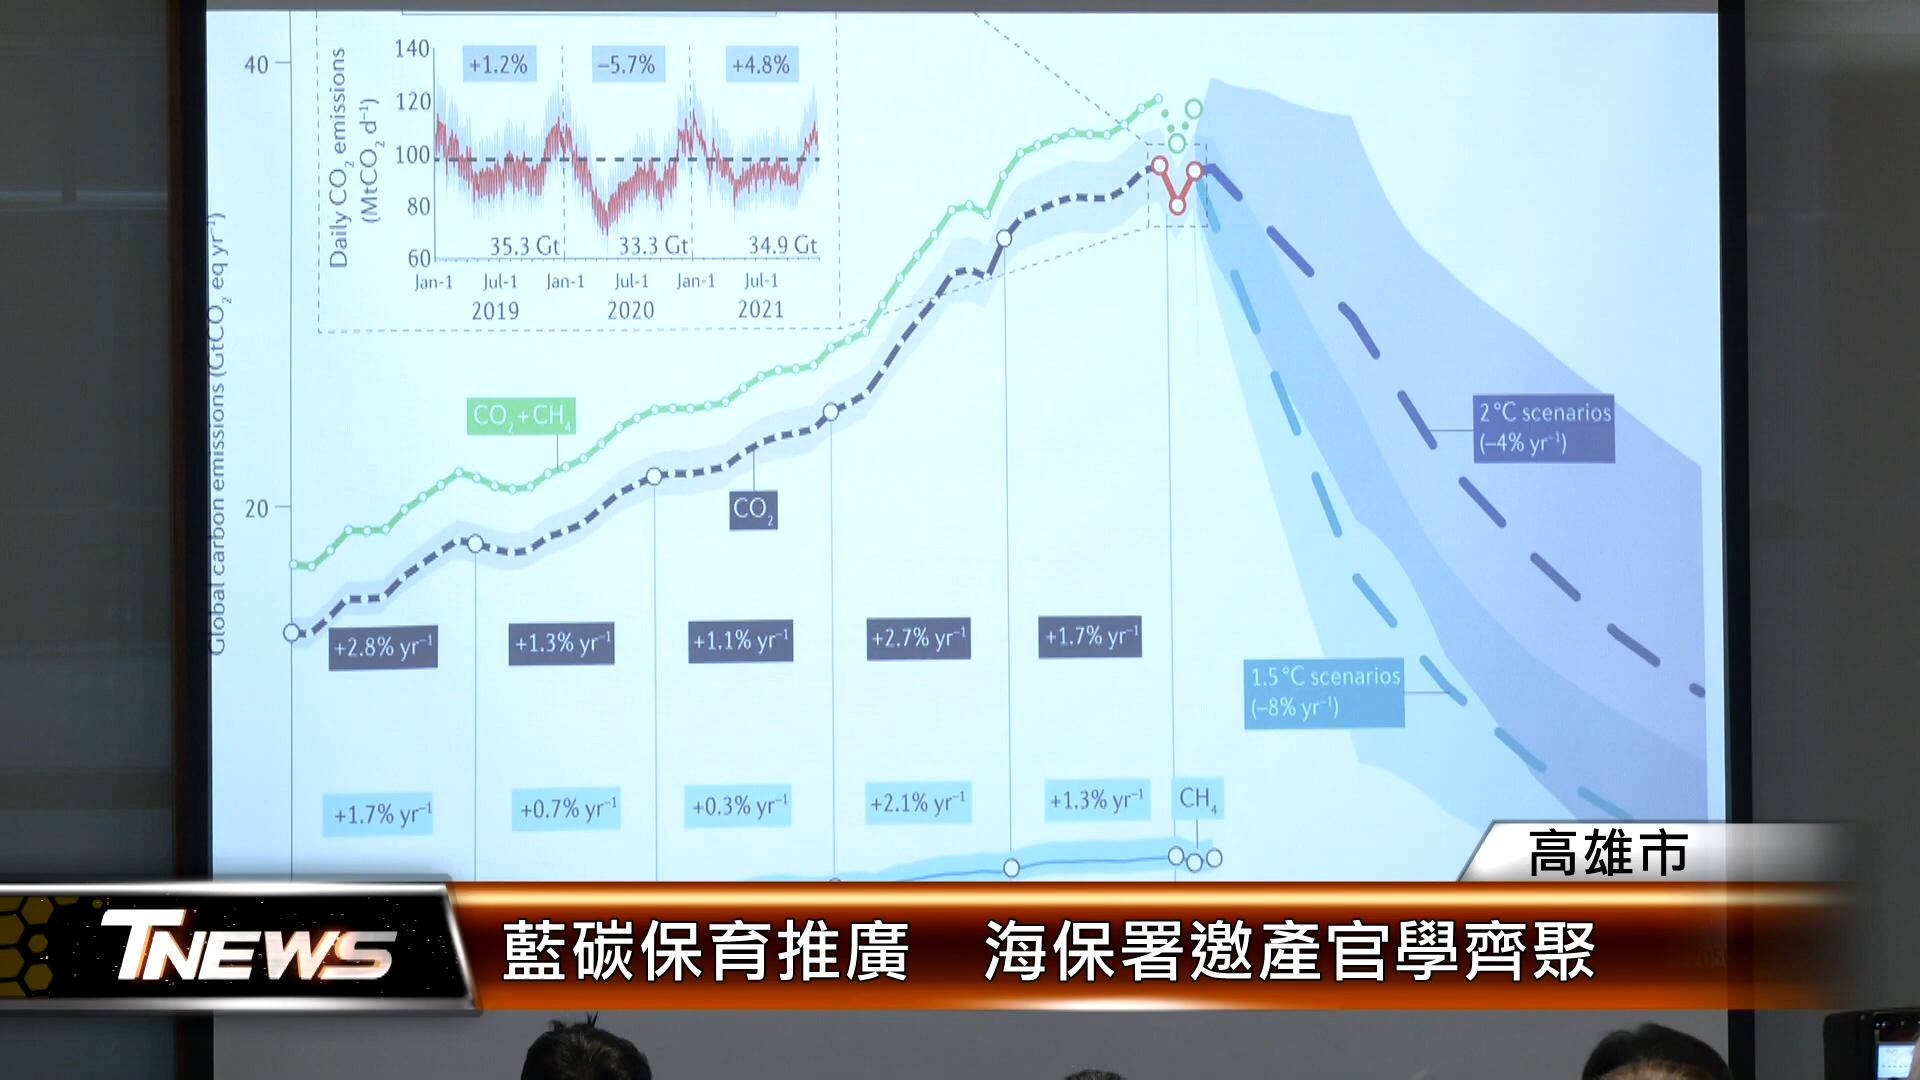 40
20
Global carbon emissions (GtCO₂ eq yr⁻¹)
Daily CO₂ emissions
(MtCO₂ d⁻¹)
140
120
100
80
60
+1.2%
–5.7%
+4.8%
35.3 Gt
33.3 Gt
34.9 Gt
Jan-1
Jul-1
Jan-1
Jul-1
Jan-1
Jul-1
2019
2020
2021
CO₂ + CH₄
CO₂
2 °C scenarios
(–4% yr⁻¹)
+2.8% yr⁻¹
+1.3% yr⁻¹
+1.1% yr⁻¹
+2.7% yr⁻¹
+1.7% yr⁻¹
1.5 °C scenarios
(–8% yr⁻¹)
+1.7% yr⁻¹
+0.7% yr⁻¹
+0.3% yr⁻¹
+2.1% yr⁻¹
+1.3% yr⁻¹
CH₄
高雄市
TNEWS
藍碳保育推廣　海保署邀產官學齊聚